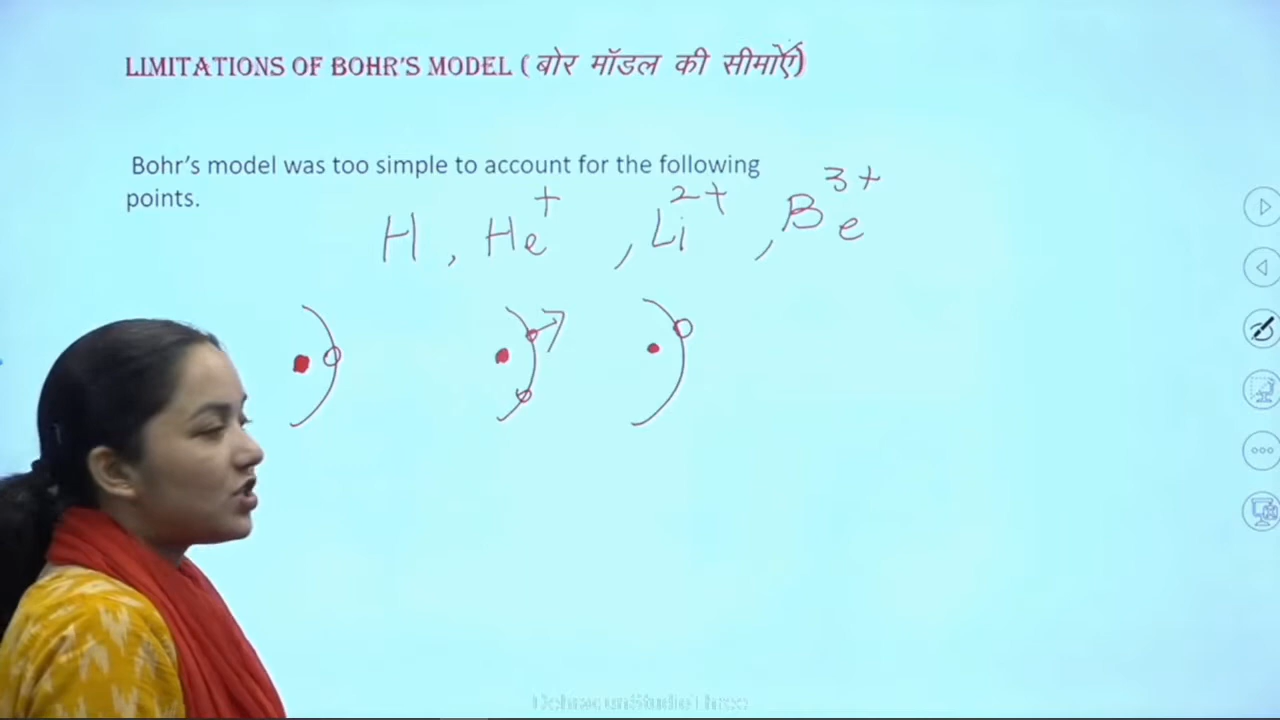 LIMITATIONS OF BOHR'S MODEL ( बोर मॉडल की सीमाएँ)
Bohr's model was too simple to account for the following
points.
H, He⁺, Li²⁺, Be³⁺